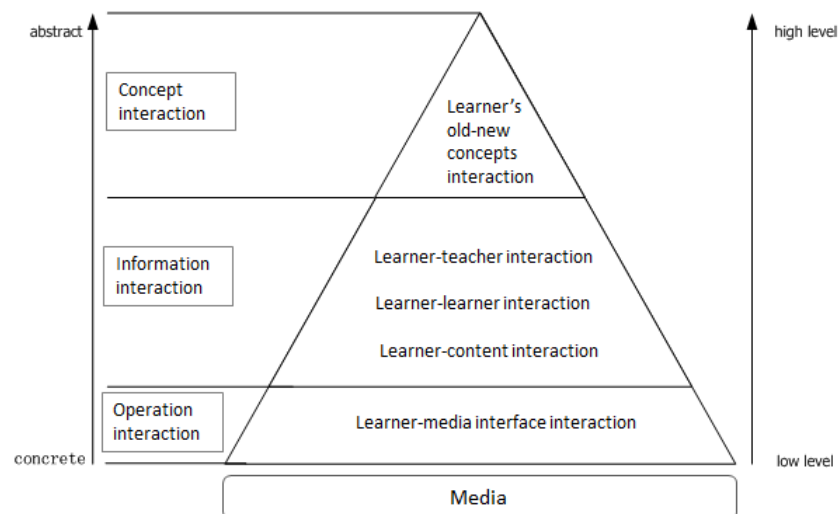 abstract
high level
Concept
interaction
Learner's
old-new
concepts
interaction
Information
interaction
Learner-teacher interaction
Learner-learner interaction
Learner-content interaction
Operation
interaction
Learner-media interface interaction
concrete
low level
Media